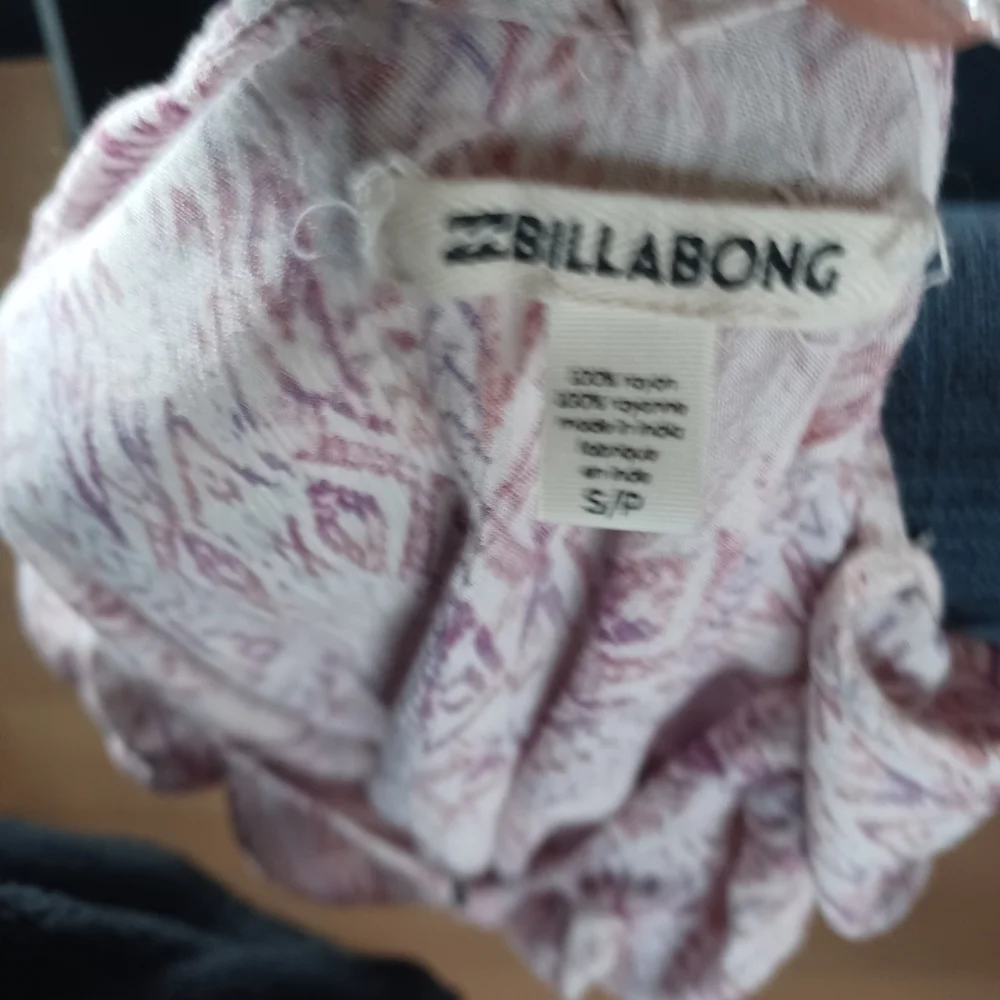 BILLABONG
100% rayon
100% rayonne
made in India
fabriqué
en Inde
S/P